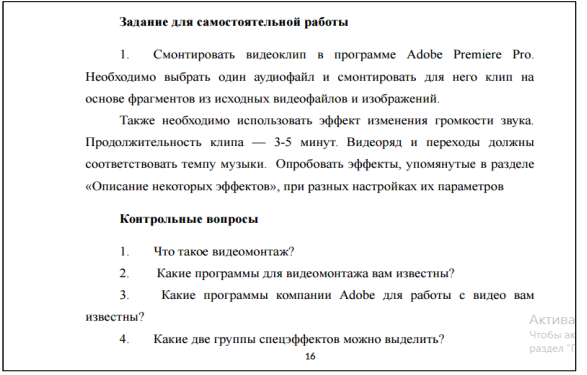 Задание для самостоятельной работы
1. Смонтировать видеоклип в программе Adobe Premiere Pro.
Необходимо выбрать один аудиофайл и смонтировать для него клип на
основе фрагментов из исходных видеофайлов и изображений.
Также необходимо использовать эффект изменения громкости звука.
Продолжительность клипа — 3-5 минут. Видеоряд и переходы должны
соответствовать темпу музыки. Опробовать эффекты, упомянутые в разделе
«Описание некоторых эффектов», при разных настройках их параметров
Контрольные вопросы
1. Что такое видеомонтаж?
2. Какие программы для видеомонтажа вам известны?
3. Какие программы компании Adobe для работы с видео вам
известны?
4. Какие две группы спецэффектов можно выделить?
16
Актива
Чтобы ак
раздел "П